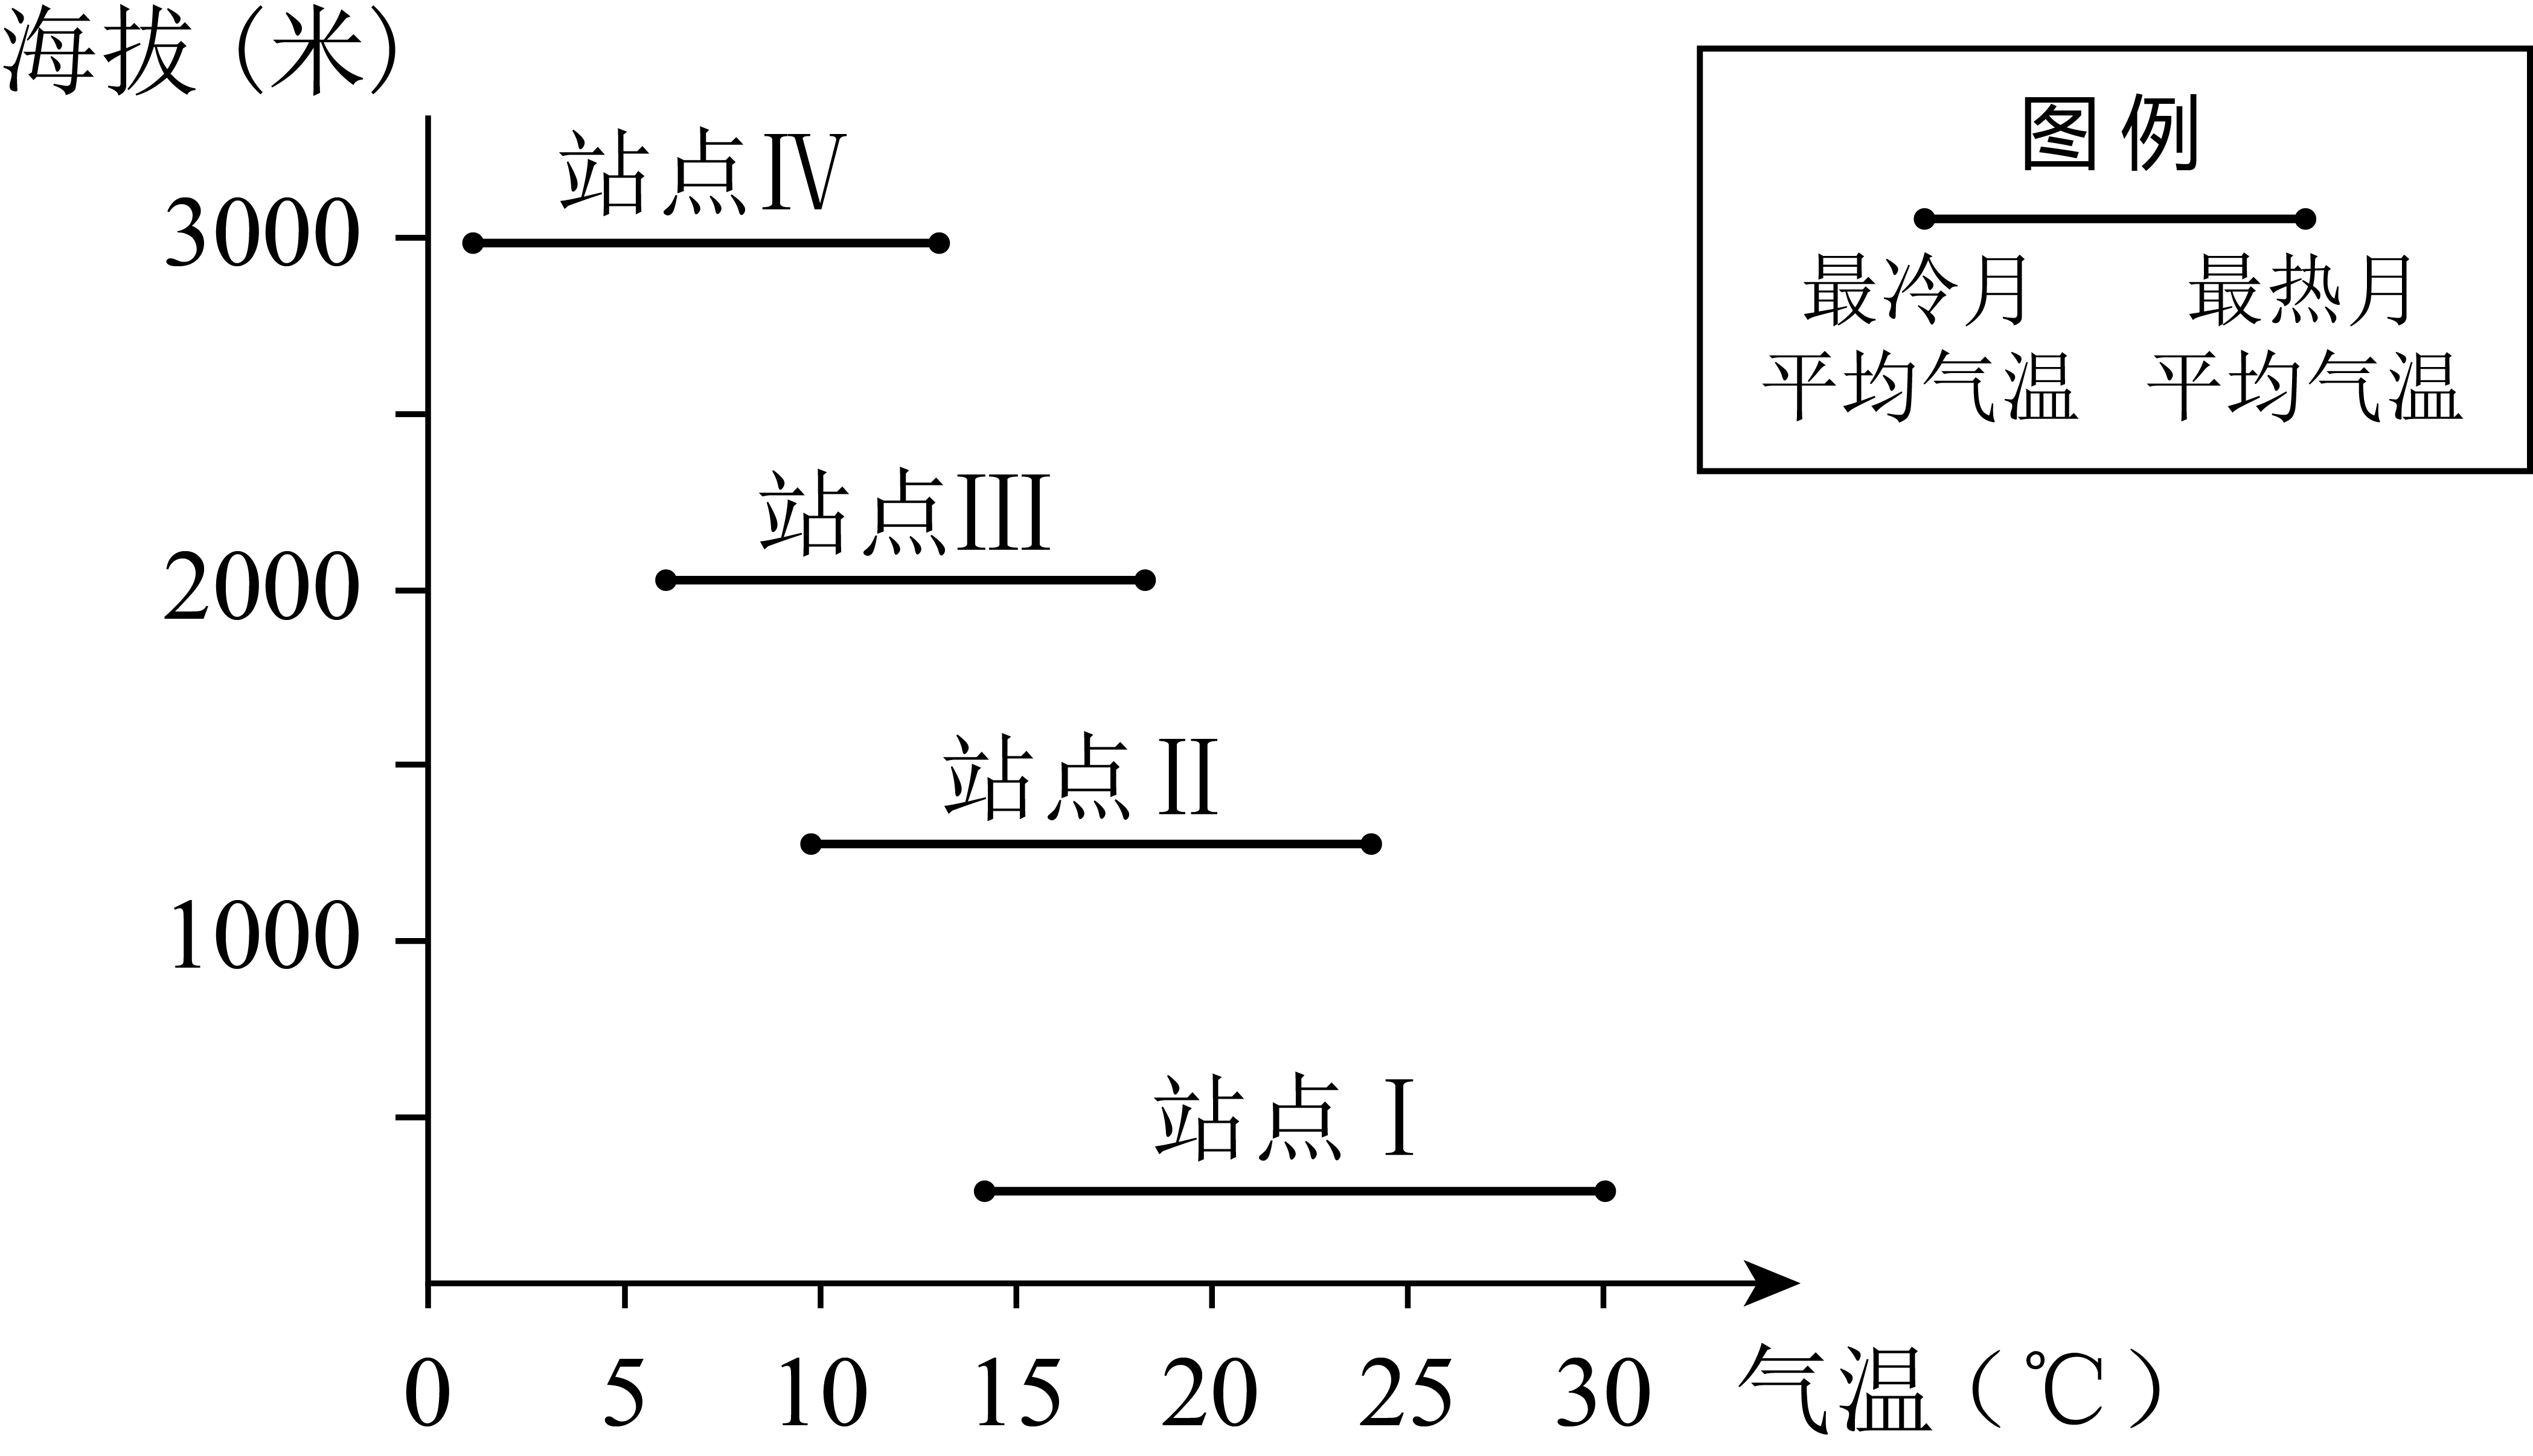 海拔（米）
图例
最冷月 最热月
平均气温 平均气温
站点Ⅳ
3000
站点Ⅲ
2000
站点Ⅱ
1000
站点Ⅰ
0 5 10 15 20 25 30 气温（℃）